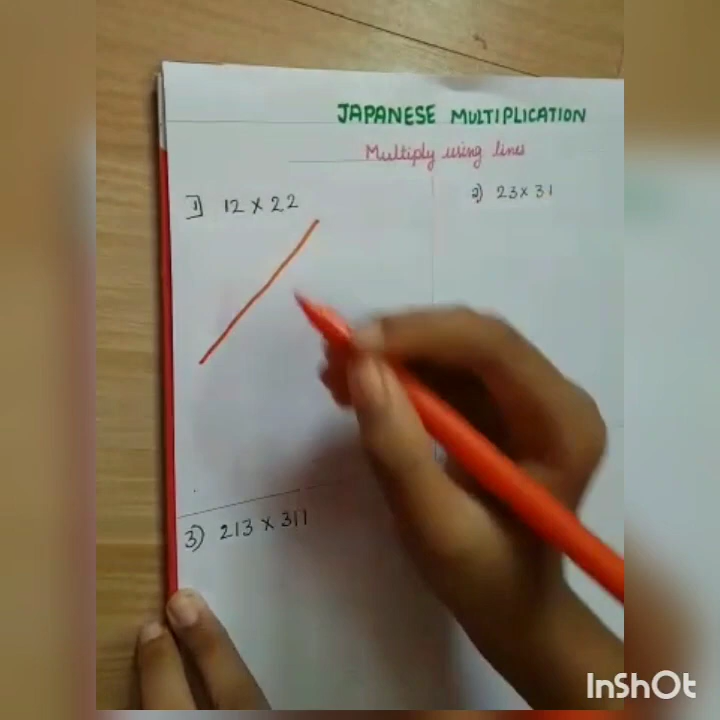 JAPANESE MULTIPLICATION
Multiply using lines
1] 12 x 22
2) 23 x 31
3) 213 x 311
InShOt